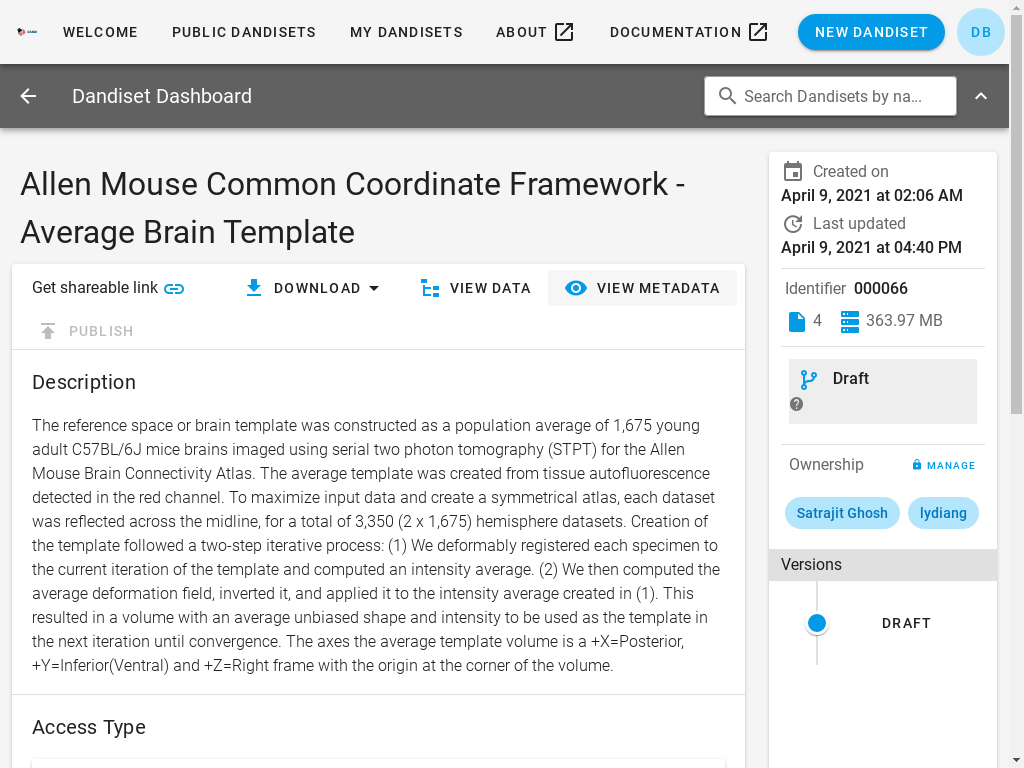 WELCOME PUBLIC DANDISETS MY DANDISETS ABOUT DOCUMENTATION NEW DANDISET DB
Dandiset Dashboard Search Dandisets by na...
Allen Mouse Common Coordinate Framework -
Average Brain Template
Get shareable link DOWNLOAD VIEW DATA VIEW METADATA
PUBLISH
Description
The reference space or brain template was constructed as a population average of 1,675 young
adult C57BL/6J mice brains imaged using serial two photon tomography (STPT) for the Allen
Mouse Brain Connectivity Atlas. The average template was created from tissue autofluorescence
detected in the red channel. To maximize input data and create a symmetrical atlas, each dataset
was reflected across the midline, for a total of 3,350 (2 x 1,675) hemisphere datasets. Creation of
the template followed a two-step iterative process: (1) We deformably registered each specimen to
the current iteration of the template and computed an intensity average. (2) We then computed the
average deformation field, inverted it, and applied it to the intensity average created in (1). This
resulted in a volume with an average unbiased shape and intensity to be used as the template in
the next iteration until convergence. The axes the average template volume is a +X=Posterior,
+Y=Inferior(Ventral) and +Z=Right frame with the origin at the corner of the volume.
Access Type
Created on
April 9, 2021 at 02:06 AM
Last updated
April 9, 2021 at 04:40 PM
Identifier 000066
4 363.97 MB
Draft
?
Ownership MANAGE
Satrajit Ghosh lydiang
Versions
DRAFT